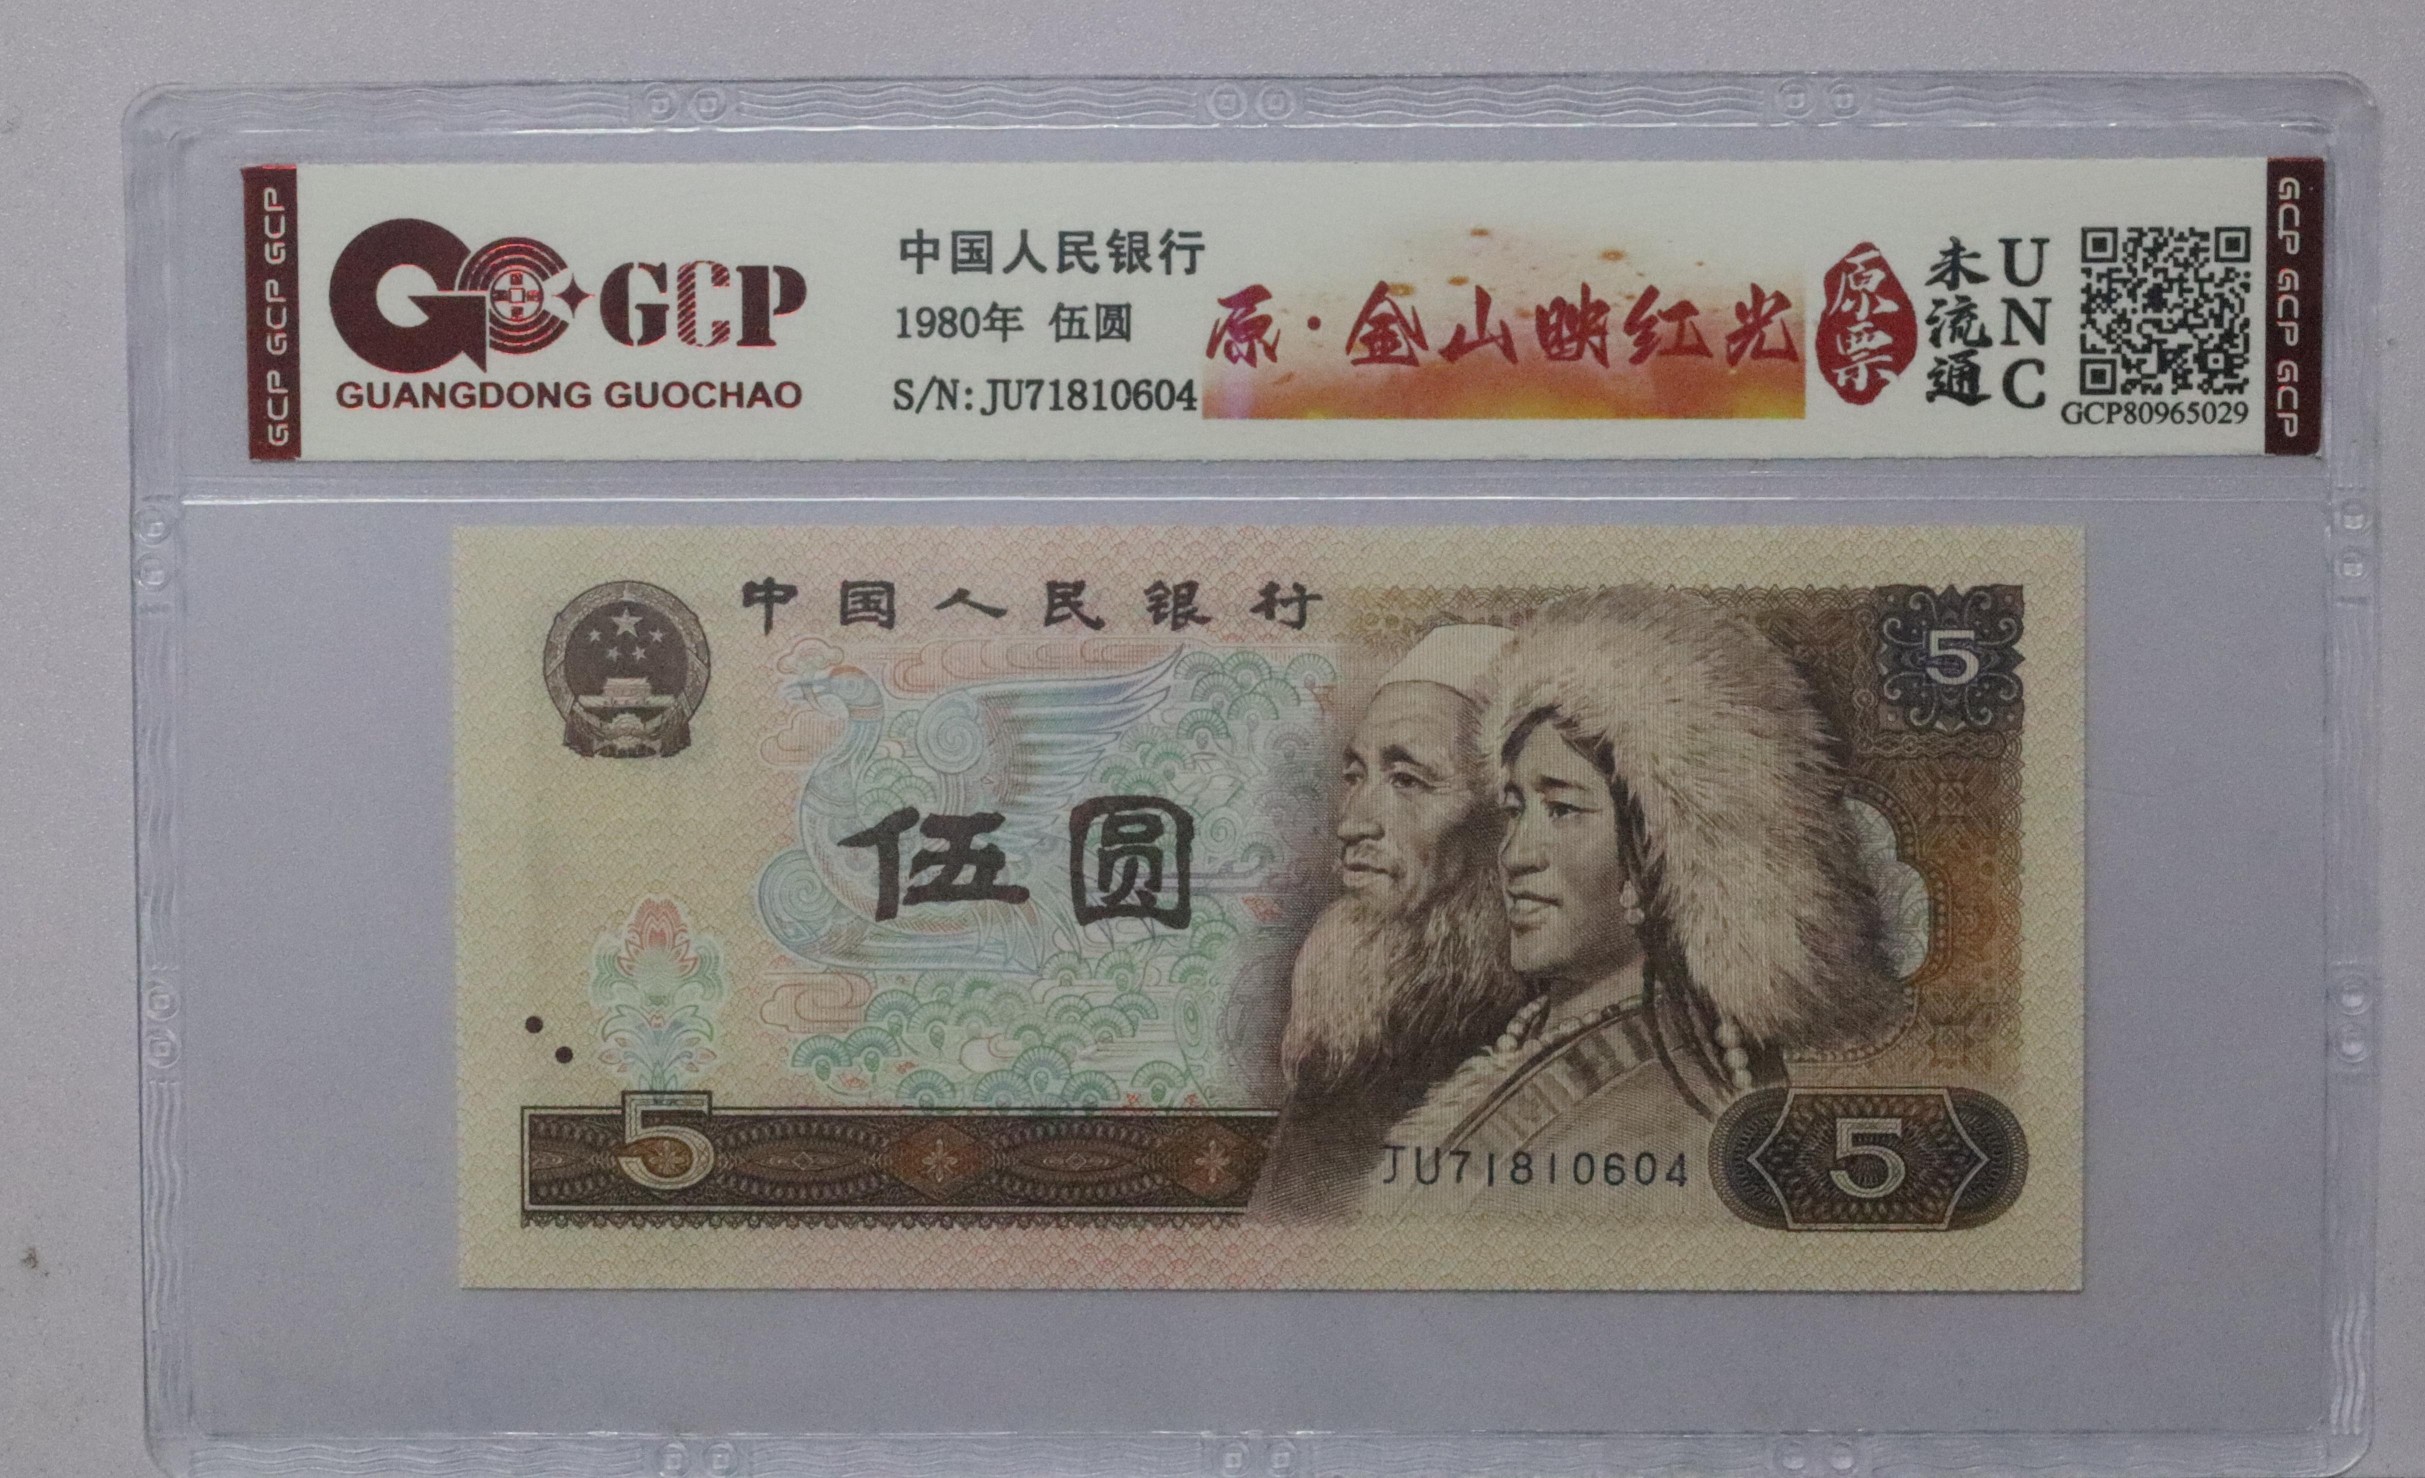 GCP GCP GCP
GCP
GUANGDONG GUOCHAO
中国人民银行
1980年 伍圆
S/N: JU71810604
原·金山映红光
原票
未流通
UNC
GCP80965029
GCP GCP GCP
中国人民银行
5
伍圆
5
JU71810604
5